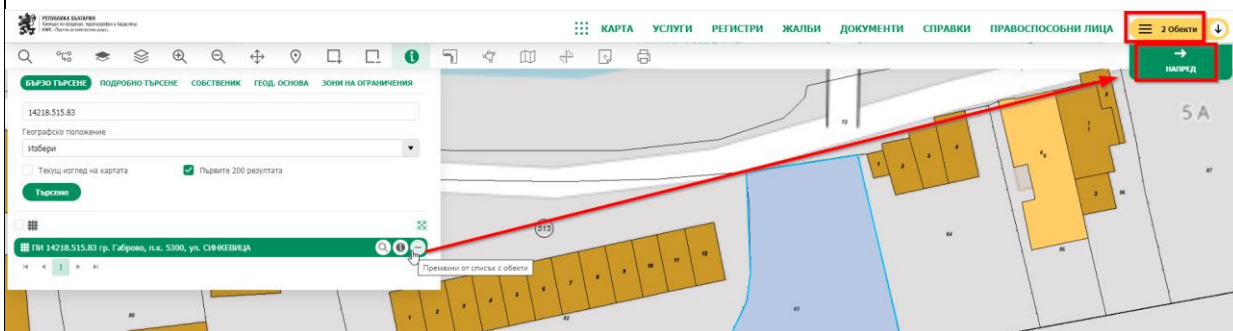 РЕПУБЛИКА БЪЛГАРИЯ
КАРТА УСЛУГИ РЕГИСТРИ ЖАЛБИ ДОКУМЕНТИ СПРАВКИ ПРАВОСПОСОБНИ ЛИЦА 2 Обекти
НАПРЕД
БЪРЗО ТЪРСЕНЕ ПОДРОБНО ТЪРСЕНЕ СОБСТВЕНИК ГЕОД. ОСНОВА ЗОНИ НА ОГРАНИЧЕНИЯ
14218.515.83
Географско положение
Избери
Текущ изглед на картата Първите 200 резултата
Търсене
ПИ 14218.515.83 гр. Габрово, п.к. 5300, ул. СИНКЕВИЦА
1
Премахни от списък с обекти
5 А
515